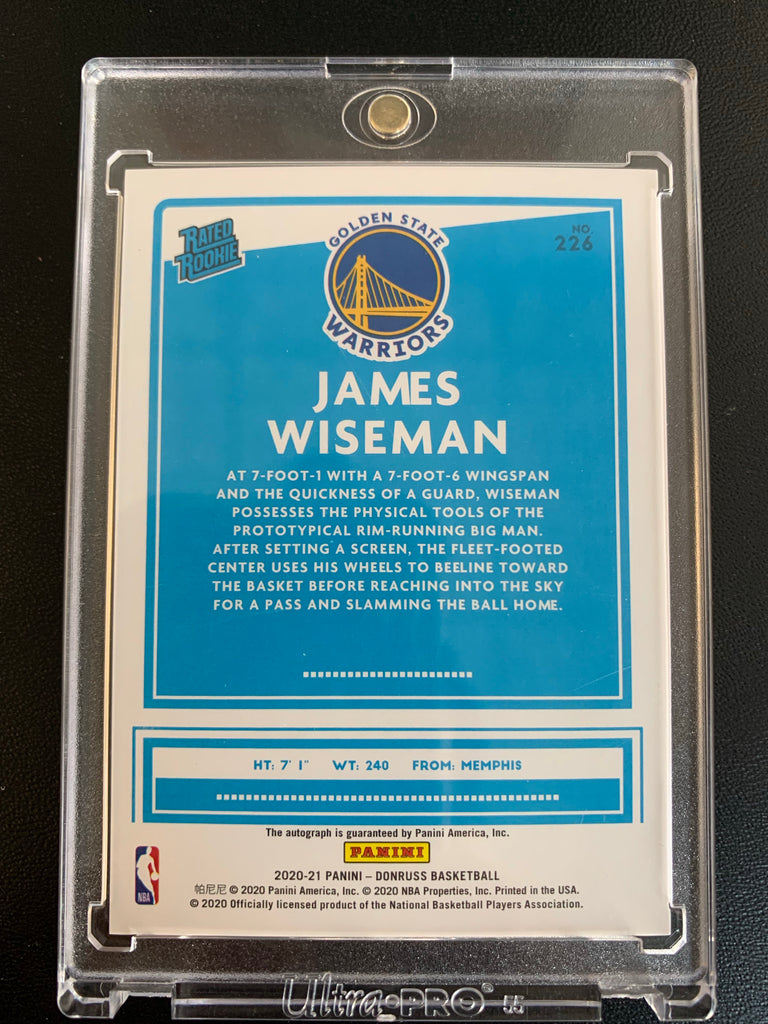 RATED
ROOKIE
GOLDEN STATE
WARRIORS
NO.
226
JAMES
WISEMAN
AT 7-FOOT-1 WITH A 7-FOOT-6 WINGSPAN
AND THE QUICKNESS OF A GUARD, WISEMAN
POSSESSES THE PHYSICAL TOOLS OF THE
PROTOTYPICAL RIM-RUNNING BIG MAN.
AFTER SETTING A SCREEN, THE FLEET-FOOTED
CENTER USES HIS WHEELS TO BEELINE TOWARD
THE BASKET BEFORE REACHING INTO THE SKY
FOR A PASS AND SLAMMING THE BALL HOME.
HT: 7' 1" WT: 240 FROM: MEMPHIS
The autograph is guaranteed by Panini America, Inc.
PANINI
2020-21 PANINI – DONRUSS BASKETBALL
帕尼尼 © 2020 Panini America, Inc. © 2020 NBA Properties, Inc. Printed in the USA.
© 2020 Officially licensed product of the National Basketball Players Association.
NBA
Ultra•PRO® 55